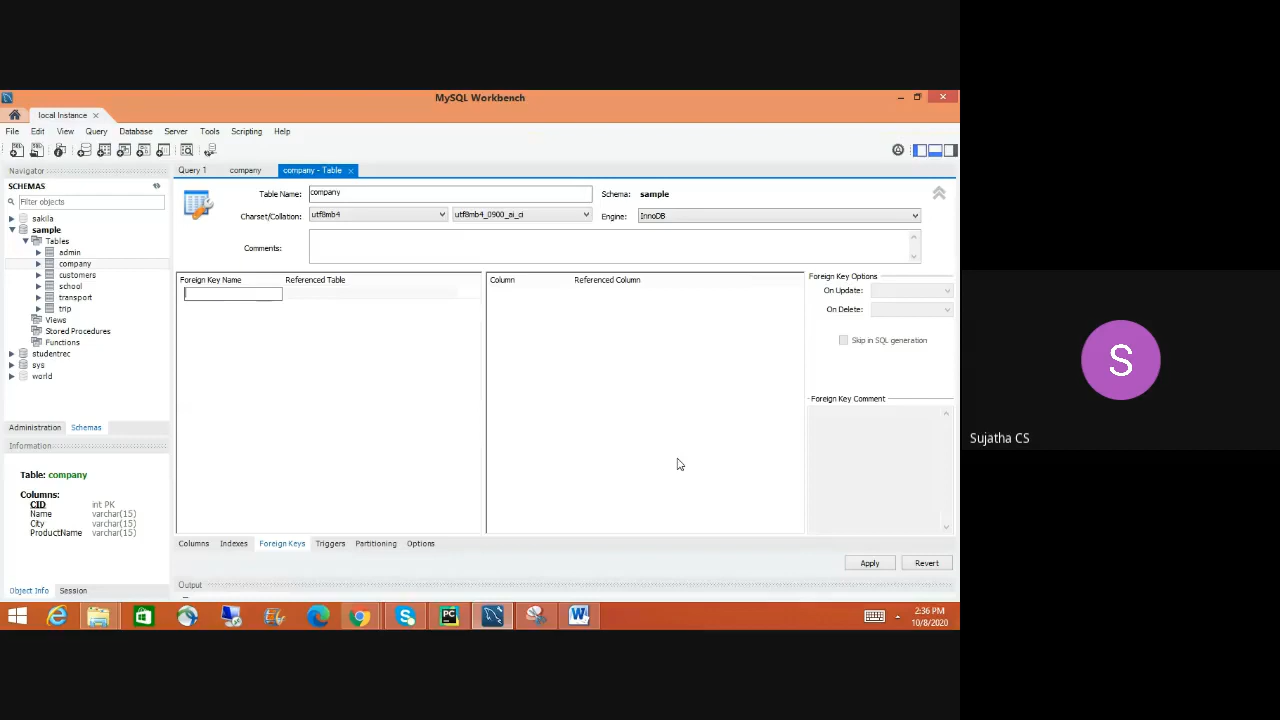 MySQL Workbench
local Instance
File Edit View Query Database Server Tools Scripting Help
Navigator
SCHEMAS
Filter objects
sakila
sample
Tables
admin
company
customers
school
transport
trip
Views
Stored Procedures
Functions
studentrec
sys
world
Administration Schemas
Information
Table: company
Columns:
CID int PK
Name varchar(15)
City varchar(15)
ProductName varchar(15)
Object Info Session
Query 1 company company - Table
Table Name: company Schema: sample
Charset/Collation: utf8mb4 utf8mb4_0900_ai_ci Engine: InnoDB
Comments:
Foreign Key Name Referenced Table
Column Referenced Column
Foreign Key Options
On Update:
On Delete:
Skip in SQL generation
Foreign Key Comment
Columns Indexes Foreign Keys Triggers Partitioning Options
Apply Revert
Output
PC
W
2:36 PM
10/8/2020
S
Sujatha CS